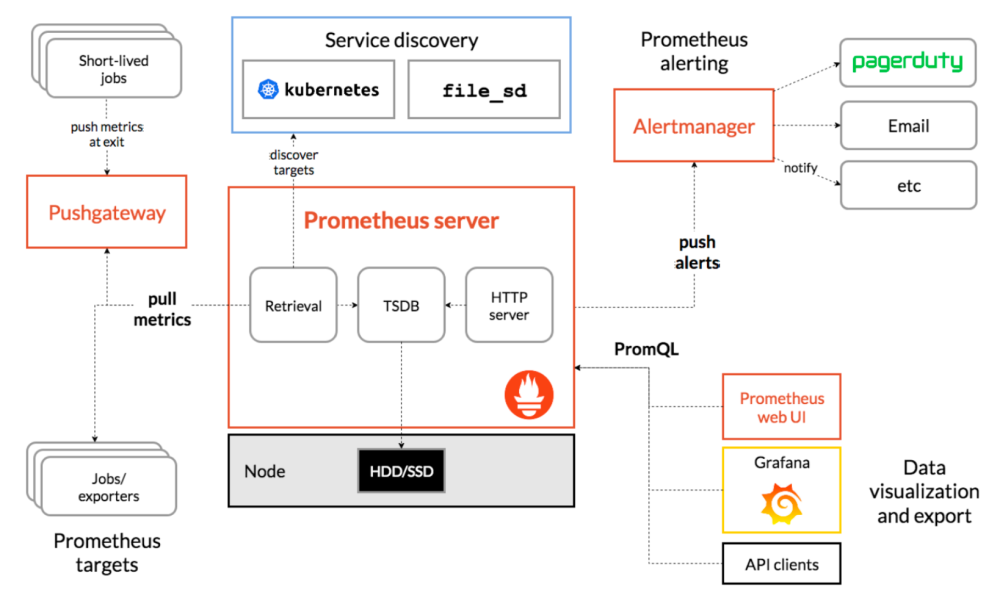 Short-lived
jobs
push metrics
at exit
Pushgateway
pull
metrics
Jobs/
exporters
Prometheus
targets
Service discovery
kubernetes
file_sd
discover
targets
Prometheus server
Retrieval
TSDB
HTTP
server
Node
HDD/SSD
Prometheus
alerting
Alertmanager
pagerduty
Email
notify
etc
push
alerts
PromQL
Prometheus
web UI
Grafana
API clients
Data
visualization
and export